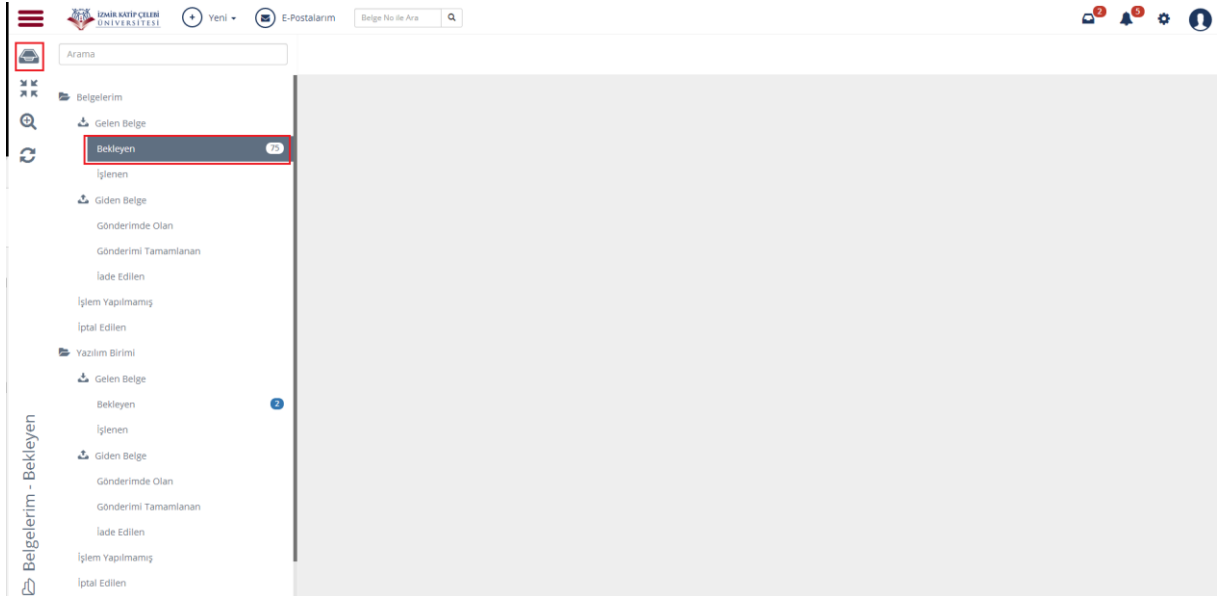 İZMİR KATİP ÇELEBİ
ÜNİVERSİTESİ
Yeni
E-Postalarım
Belge No ile Ara
2
5
Arama
Belgelerim
Gelen Belge
Bekleyen 75
İşlenen
Giden Belge
Gönderimde Olan
Gönderimi Tamamlanan
İade Edilen
İşlem Yapılmamış
İptal Edilen
Yazılım Birimi
Gelen Belge
Bekleyen 2
İşlenen
Giden Belge
Gönderimde Olan
Gönderimi Tamamlanan
İade Edilen
İşlem Yapılmamış
İptal Edilen
Belgelerim - Bekleyen